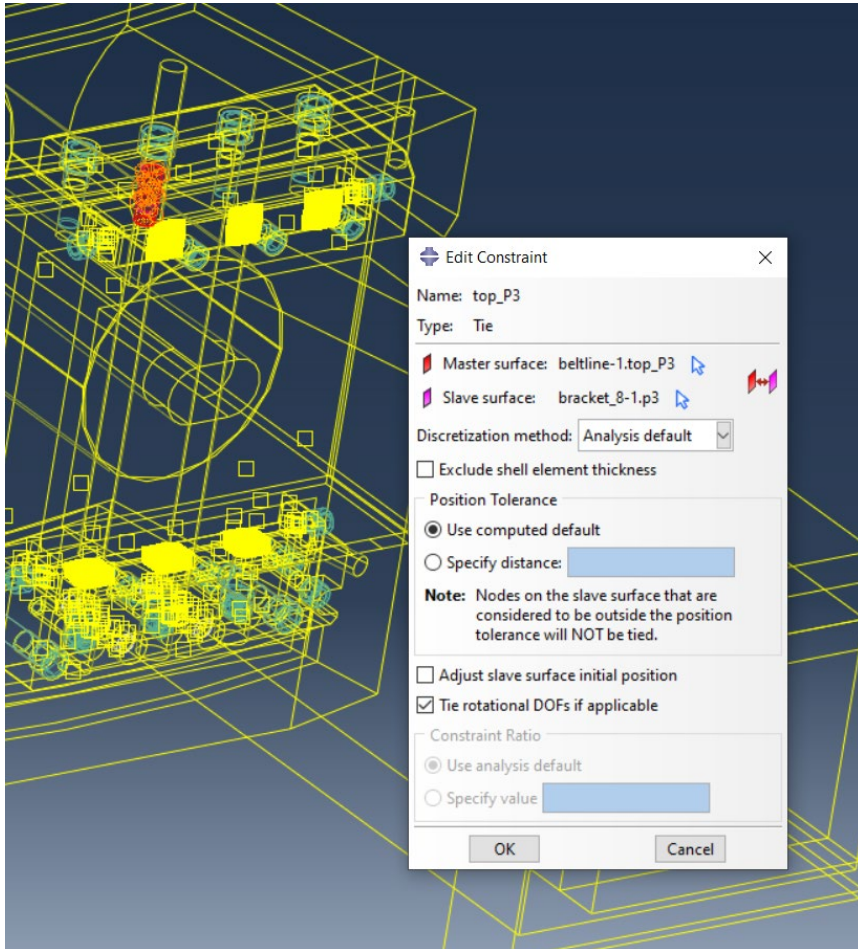 Edit Constraint
Name: top_P3
Type: Tie
Master surface: beltline-1.top_P3
Slave surface: bracket_8-1.p3
Discretization method: Analysis default
Exclude shell element thickness
Position Tolerance
Use computed default
Specify distance:
Note: Nodes on the slave surface that are
considered to be outside the position
tolerance will NOT be tied.
Adjust slave surface initial position
Tie rotational DOFs if applicable
Constraint Ratio
Use analysis default
Specify value
OK Cancel